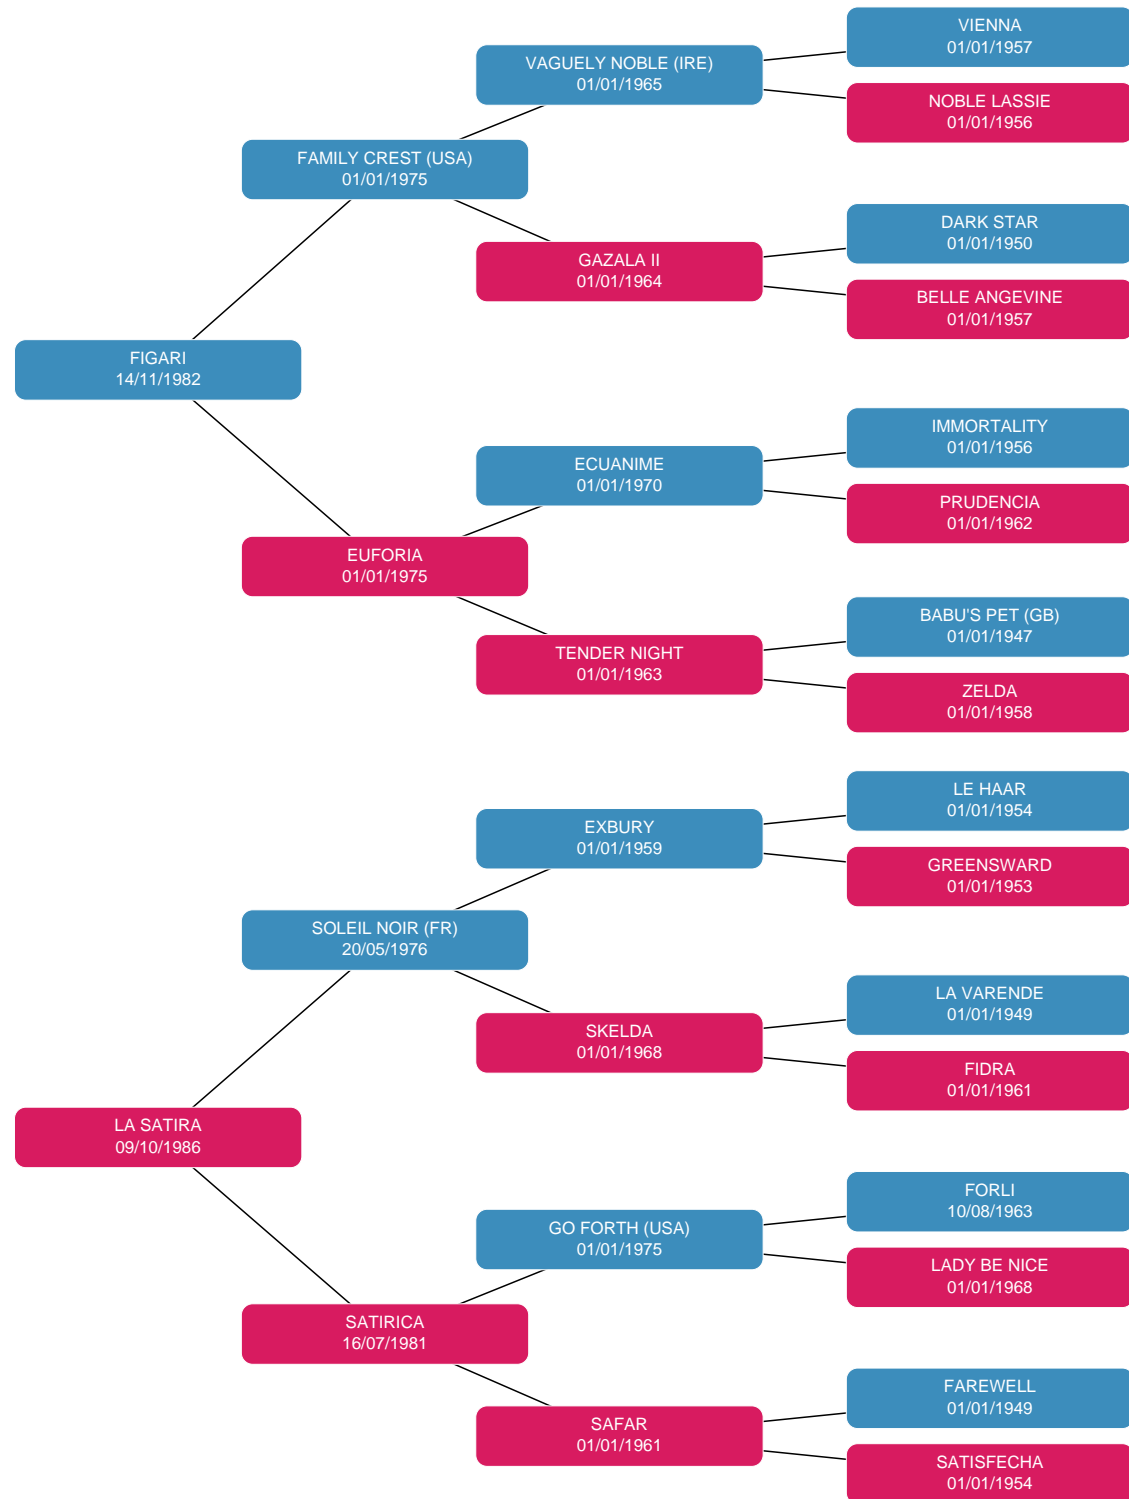 VIENNA
01/01/1957
VAGUELY NOBLE (IRE)
01/01/1965
NOBLE LASSIE
01/01/1956
FAMILY CREST (USA)
01/01/1975
DARK STAR
01/01/1950
GAZALA II
01/01/1964
BELLE ANGEVINE
01/01/1957
FIGARI
14/11/1982
IMMORTALITY
01/01/1956
ECUANIME
01/01/1970
PRUDENCIA
01/01/1962
EUFORIA
01/01/1975
BABU'S PET (GB)
01/01/1947
TENDER NIGHT
01/01/1963
ZELDA
01/01/1958
LE HAAR
01/01/1954
EXBURY
01/01/1959
GREENSWARD
01/01/1953
SOLEIL NOIR (FR)
20/05/1976
LA VARENDE
01/01/1949
SKELDA
01/01/1968
FIDRA
01/01/1961
LA SATIRA
09/10/1986
FORLI
10/08/1963
GO FORTH (USA)
01/01/1975
LADY BE NICE
01/01/1968
SATIRICA
16/07/1981
FAREWELL
01/01/1949
SAFAR
01/01/1961
SATISFECHA
01/01/1954